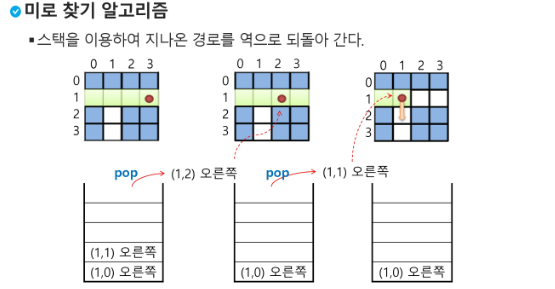 미로 찾기 알고리즘
스택을 이용하여 지나온 경로를 역으로 되돌아 간다.
0 1 2 3
0
1
2
3
0 1 2 3
0
1
2
3
0 1 2 3
0
1
2
3
pop
(1,2) 오른쪽
pop
(1,1) 오른쪽
(1,1) 오른쪽
(1,0) 오른쪽
(1,0) 오른쪽
(1,0) 오른쪽